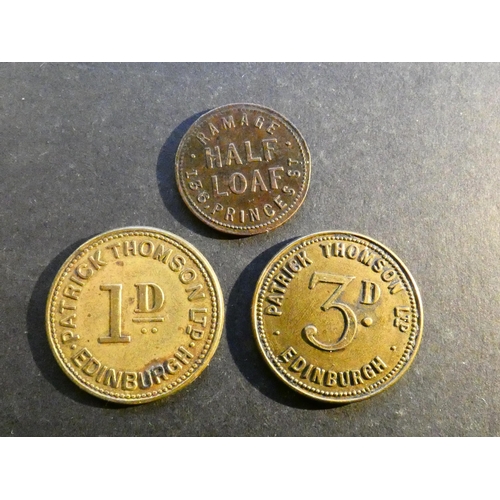 RAMAGE
HALF
LOAF
136, PRINCES ST
PATRICK THOMSON LTD
1D
EDINBURGH
PATRICK THOMSON LTD
3D
EDINBURGH